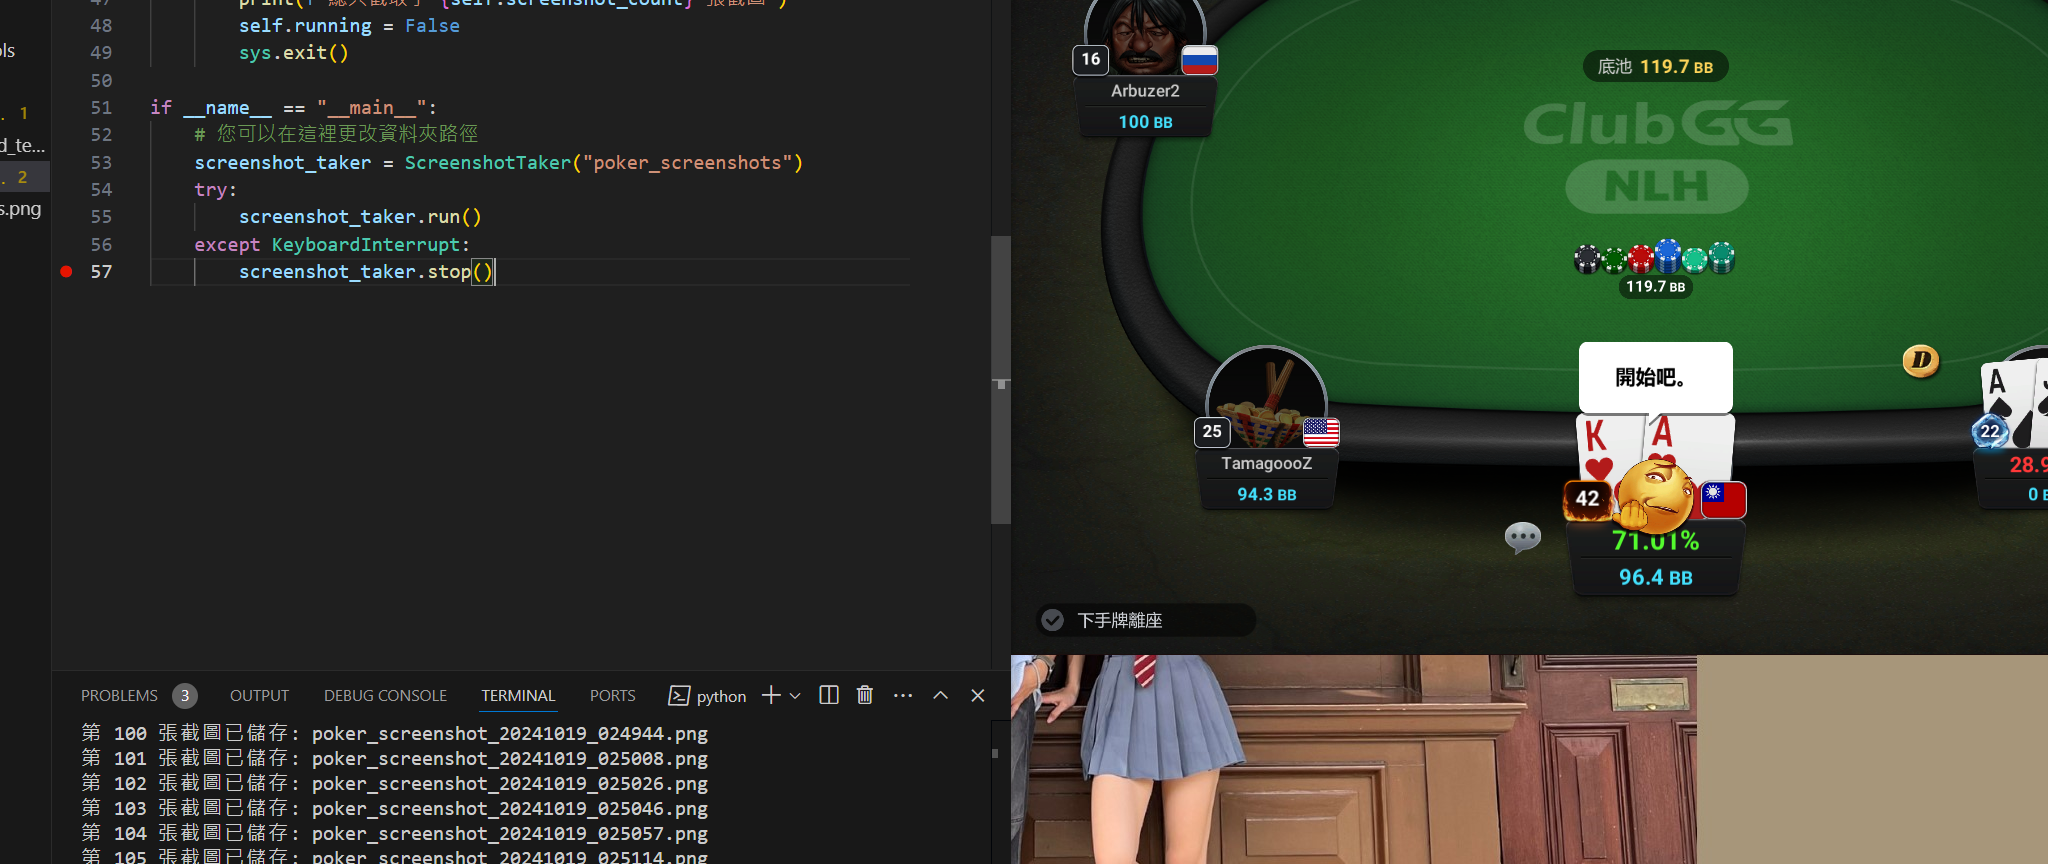 47
48 self.running = False
49 sys.exit()
50
51 if __name__ == "__main__":
52 # 您可以在這裡更改資料夾路徑
53 screenshot_taker = ScreenshotTaker("poker_screenshots")
54 try:
55 screenshot_taker.run()
56 except KeyboardInterrupt:
57 screenshot_taker.stop()
ols
. 1
d_te...
. 2
s.png
PROBLEMS 3 OUTPUT DEBUG CONSOLE TERMINAL PORTS python
第 100 張截圖已儲存: poker_screenshot_20241019_024944.png
第 101 張截圖已儲存: poker_screenshot_20241019_025008.png
第 102 張截圖已儲存: poker_screenshot_20241019_025026.png
第 103 張截圖已儲存: poker_screenshot_20241019_025046.png
第 104 張截圖已儲存: poker_screenshot_20241019_025057.png
第 105 張截圖已儲存: poker_screenshot_20241019_025114.png
16
Arbuzer2
100 BB
底池 119.7 BB
ClubGG
NLH
119.7 BB
開始吧。
D
25
TamagoooZ
94.3 BB
K A
42
71.01%
96.4 BB
A
22
28.9
0
下手牌離座